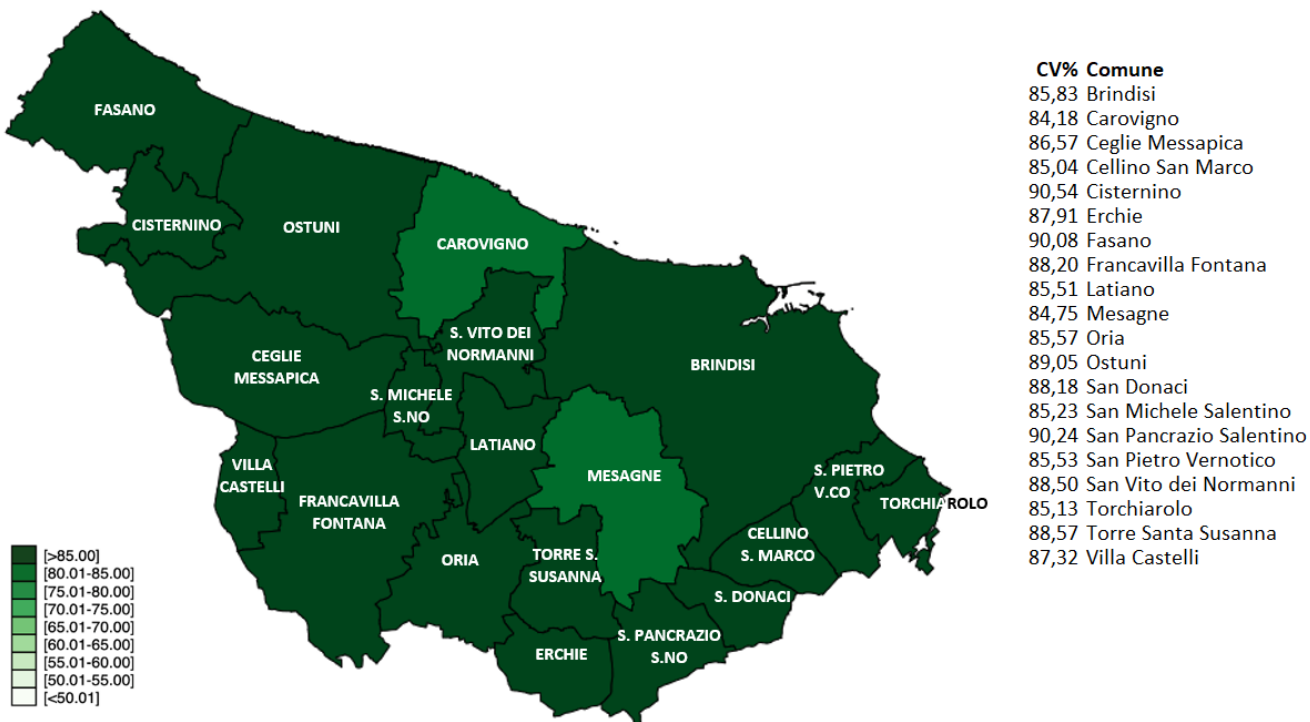 FASANO
CISTERNINO
OSTUNI
CAROVIGNO
S. VITO DEI
NORMANNI
CEGLIE
MESSAPICA
S. MICHELE
S.NO
BRINDISI
LATIANO
VILLA
CASTELLI
FRANCAVILLA
FONTANA
MESAGNE
S. PIETRO
V.CO
TORCHIAROLO
CELLINO
S. MARCO
ORIA
TORRE S.
SUSANNA
S. DONACI
S. PANCRAZIO
S.NO
ERCHIE
[>85.00]
[80.01-85.00]
[75.01-80.00]
[70.01-75.00]
[65.01-70.00]
[60.01-65.00]
[55.01-60.00]
[50.01-55.00]
[<50.01]
CV% Comune
85,83 Brindisi
84,18 Carovigno
86,57 Ceglie Messapica
85,04 Cellino San Marco
90,54 Cisternino
87,91 Erchie
90,08 Fasano
88,20 Francavilla Fontana
85,51 Latiano
84,75 Mesagne
85,57 Oria
89,05 Ostuni
88,18 San Donaci
85,23 San Michele Salentino
90,24 San Pancrazio Salentino
85,53 San Pietro Vernotico
88,50 San Vito dei Normanni
85,13 Torchiarolo
88,57 Torre Santa Susanna
87,32 Villa Castelli